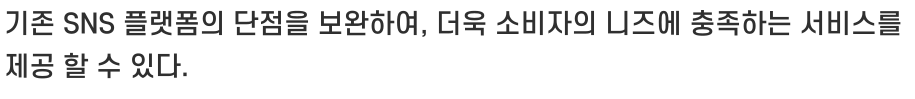 기존 SNS 플랫폼의 단점을 보완하여, 더욱 소비자의 니즈에 충족하는 서비스를
제공 할 수 있다.